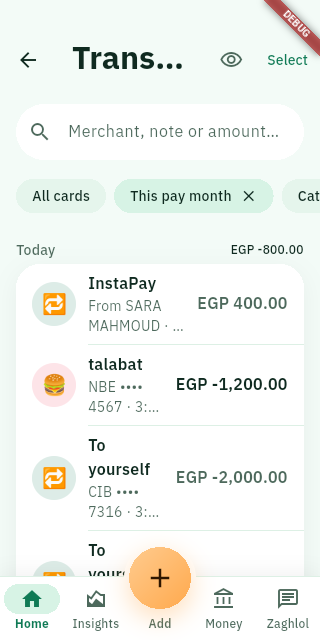 DEBUG
Trans...
Select
Merchant, note or amount...
All cards
This pay month
Cat
Today
EGP -800.00
InstaPay
From SARA
MAHMOUD · ...
EGP 400.00
talabat
NBE ••••
4567 · 3:...
EGP -1,200.00
To
yourself
CIB ••••
7316 · 3:...
EGP -2,000.00
To
Home
Insights
Add
Money
Zaghlol